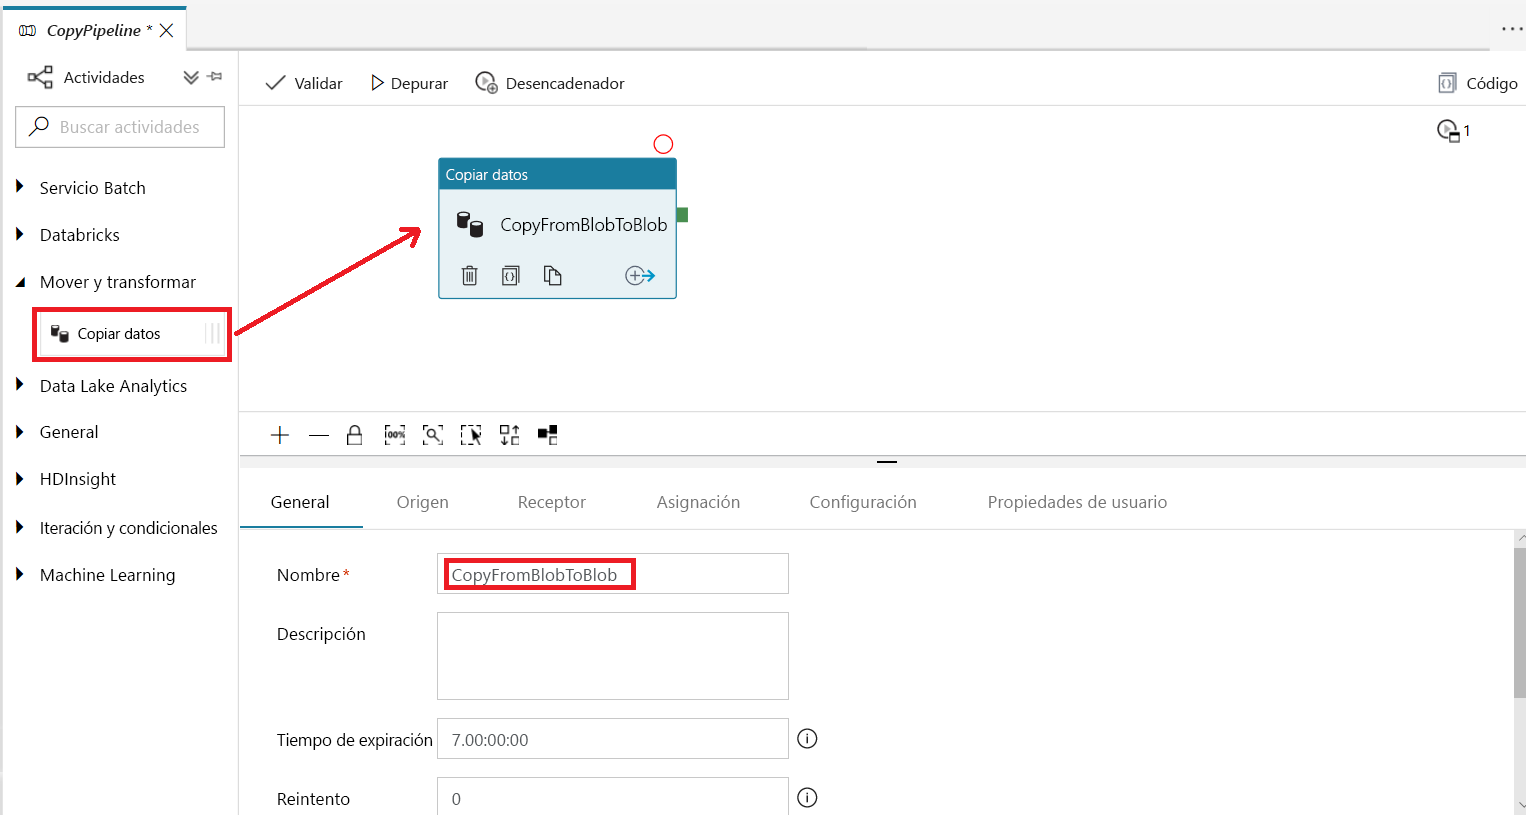 CopyPipeline *
Actividades
Buscar actividades
Servicio Batch
Databricks
Mover y transformar
Copiar datos
Data Lake Analytics
General
HDInsight
Iteración y condicionales
Machine Learning
Validar
Depurar
Desencadenador
Código
1
Copiar datos
CopyFromBlobToBlob
100%
General
Origen
Receptor
Asignación
Configuración
Propiedades de usuario
Nombre*
CopyFromBlobToBlob
Descripción
Tiempo de expiración
7.00:00:00
Reintento
0